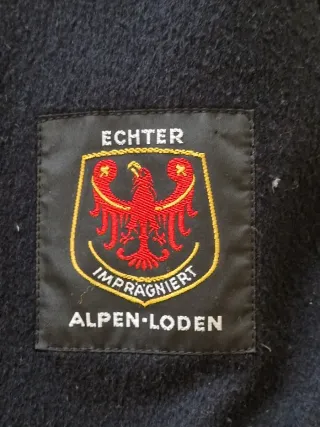 ECHTER
IMPRÄGNIERT
ALPEN-LODEN